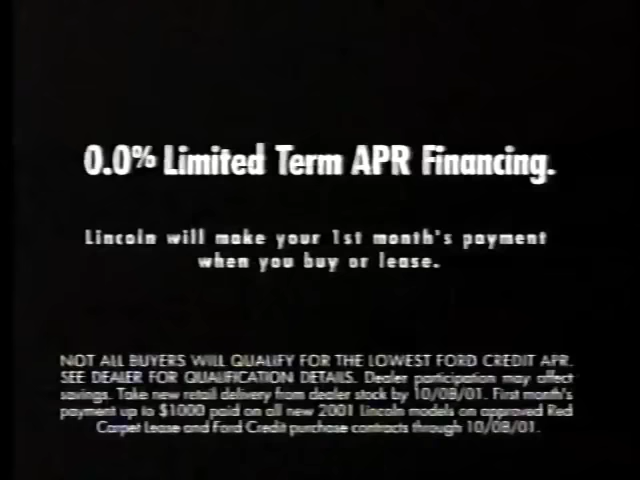 0.0% Limited Term APR Financing.
Lincoln will make your 1st month's payment
when you buy or lease.
NOT ALL BUYERS WILL QUALIFY FOR THE LOWEST FORD CREDIT APR.
SEE DEALER FOR QUALIFICATION DETAILS. Dealer participation may affect
savings. Take new retail delivery from dealer stock by 10/08/01. First month's
payment up to $1000 paid on all new 2001 Lincoln models on approved Red
Carpet Lease and Ford Credit purchase contracts through 10/08/01.